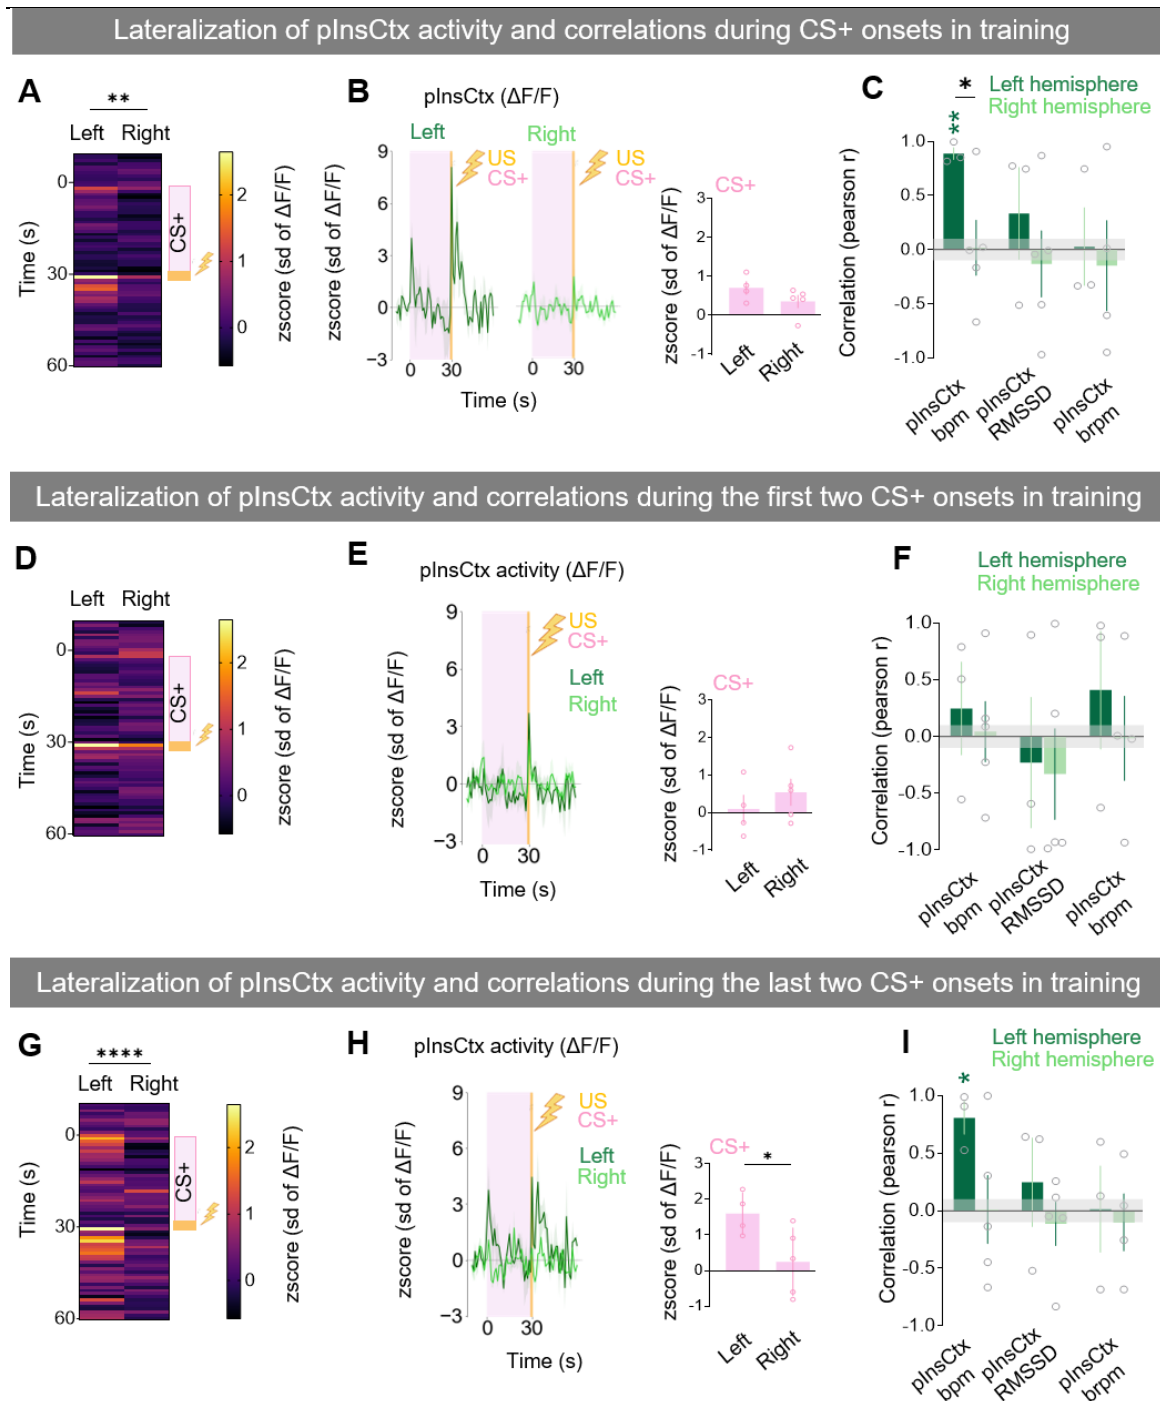 Lateralization of pInsCtx activity and correlations during CS+ onsets in training
A
**
Left Right
0
30
60
Time (s)
CS+
2
1
0
zscore (sd of ΔF/F)
B
pInsCtx (ΔF/F)
Left
Right
US
CS+
US
CS+
9
6
3
0
−3
zscore (sd of ΔF/F)
0 30
0 30
Time (s)
CS+
3
2
1
0
-1
zscore (sd of ΔF/F)
Left
Right
C
*
Left hemisphere
Right hemisphere
**
1.0
0.5
0.0
-0.5
-1.0
Correlation (pearson r)
pInsCtx
bpm
pInsCtx
RMSSD
pInsCtx
brpm
Lateralization of pInsCtx activity and correlations during the first two CS+ onsets in training
D
Left Right
0
30
60
Time (s)
CS+
2
1
0
zscore (sd of ΔF/F)
E
pInsCtx activity (ΔF/F)
US
CS+
Left
Right
9
6
3
0
−3
zscore (sd of ΔF/F)
0 30
Time (s)
CS+
3
2
1
0
-1
zscore (sd of ΔF/F)
Left
Right
F
Left hemisphere
Right hemisphere
1.0
0.5
0.0
-0.5
-1.0
Correlation (pearson r)
pInsCtx
bpm
pInsCtx
RMSSD
pInsCtx
brpm
Lateralization of pInsCtx activity and correlations during the last two CS+ onsets in training
G
****
Left Right
0
30
60
Time (s)
CS+
2
1
0
zscore (sd of ΔF/F)
H
pInsCtx activity (ΔF/F)
US
CS+
Left
Right
9
6
3
0
−3
zscore (sd of ΔF/F)
0 30
Time (s)
CS+
*
3
2
1
0
-1
zscore (sd of ΔF/F)
Left
Right
I
Left hemisphere
Right hemisphere
*
1.0
0.5
0.0
-0.5
-1.0
Correlation (pearson r)
pInsCtx
bpm
pInsCtx
RMSSD
pInsCtx
brpm